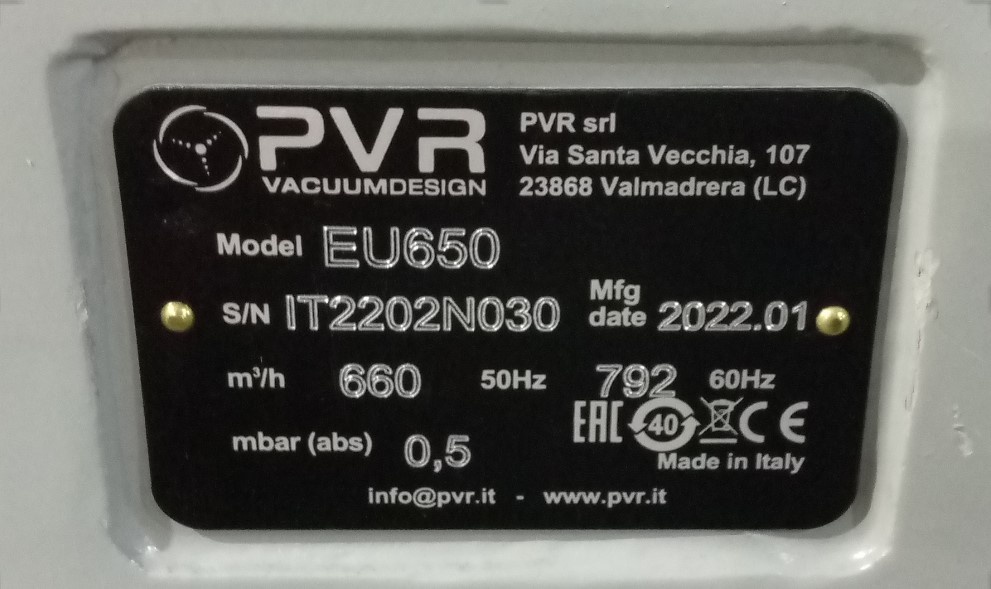 PVR
VACUUMDESIGN
PVR srl
Via Santa Vecchia, 107
23868 Valmadrera (LC)
Model EU650
S/N IT2202N030 Mfg date 2022.01
m³/h 660 50Hz 792 60Hz
EAC 40 CE
mbar (abs) 0,5
Made in Italy
info@pvr.it - www.pvr.it